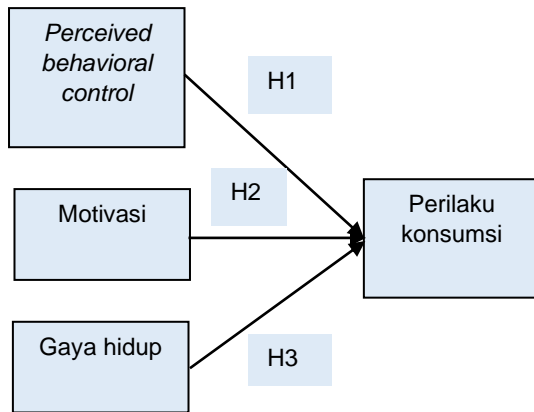 Perceived
behavioral
control
H1
H2
Motivasi
Perilaku
konsumsi
Gaya hidup
H3